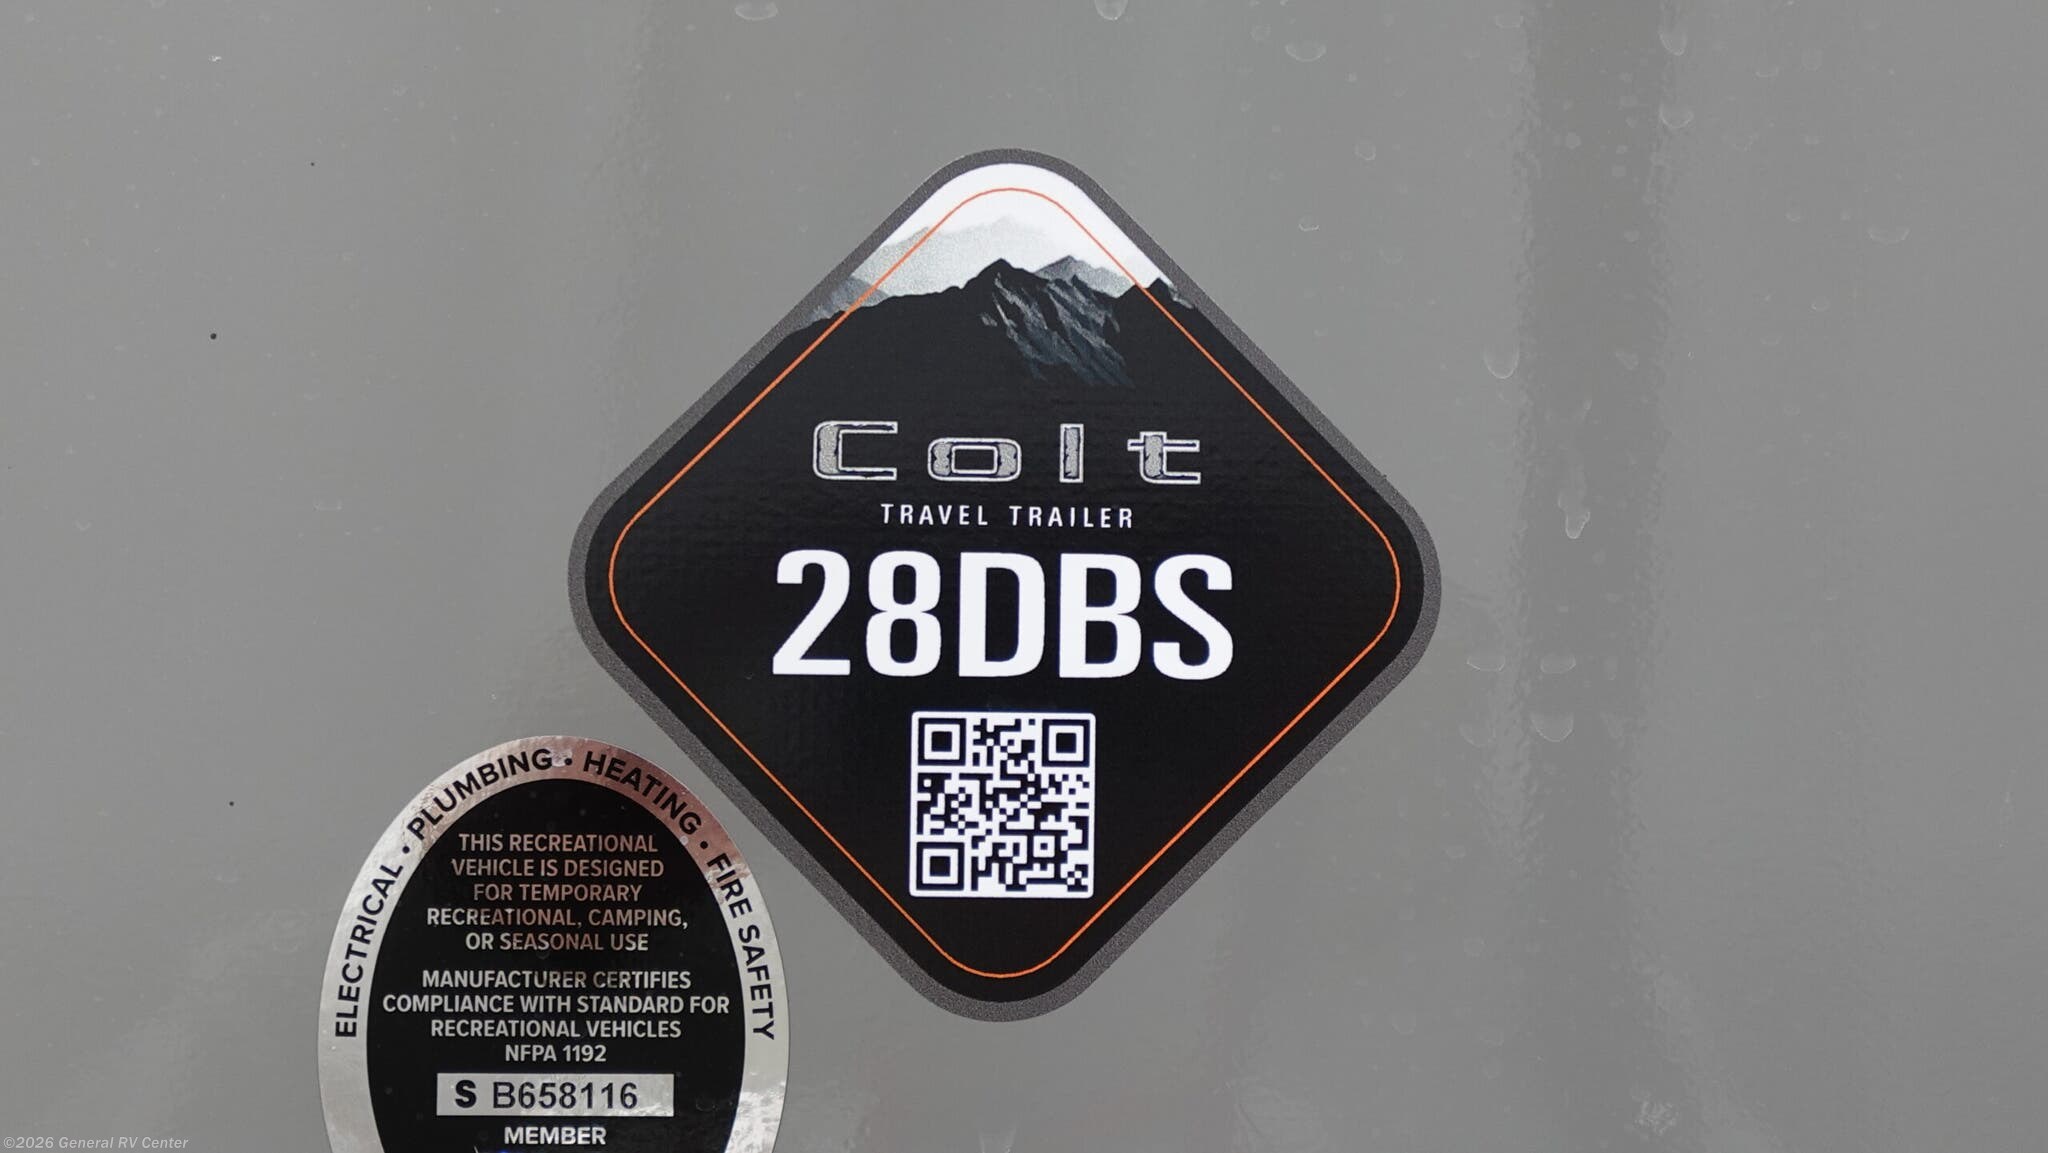 Colt
TRAVEL TRAILER
28DBS
ELECTRICAL • PLUMBING • HEATING • FIRE SAFETY
THIS RECREATIONAL
VEHICLE IS DESIGNED
FOR TEMPORARY
RECREATIONAL, CAMPING,
OR SEASONAL USE
MANUFACTURER CERTIFIES
COMPLIANCE WITH STANDARD FOR
RECREATIONAL VEHICLES
NFPA 1192
S B658116
MEMBER
©2026 General RV Center